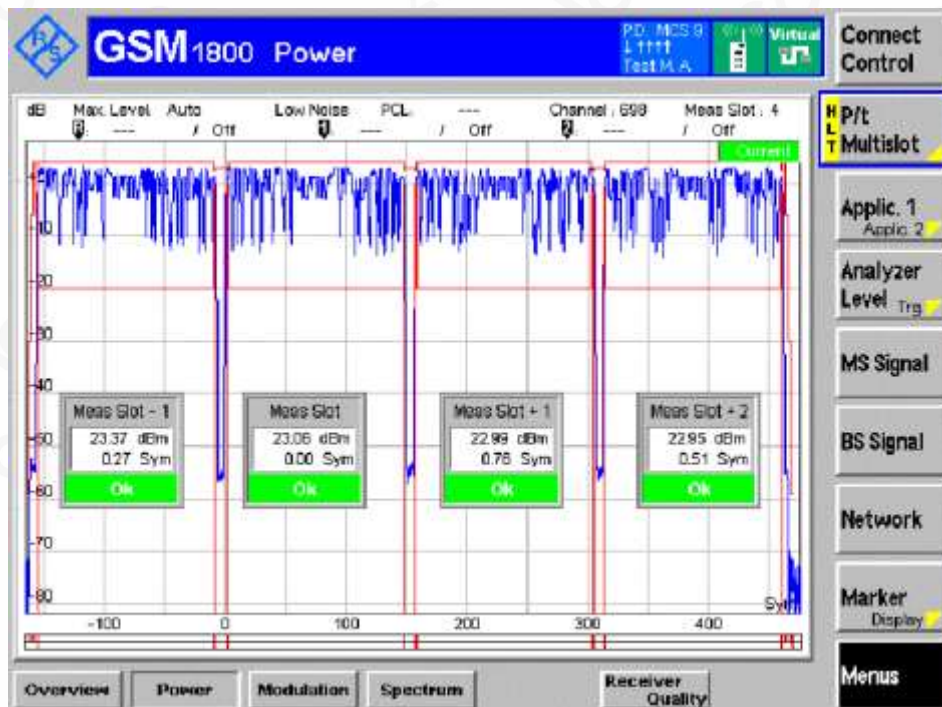 R S
GSM 1800 Power
P.D. MCS 9
↓ ↑↑↑↑
Test M. A.
Virtual
Connect
Control
dB Max. Level Auto Low Noise PCL: --- Channel : 698 Meas Slot : 4
--- / Off 1 --- / Off 2 --- / Off
Current
H L T
P/t
Multislot
Applic. 1
Applic. 2
Analyzer
Level Trg
MS Signal
BS Signal
Network
Marker
Display
Menus
-10
-20
-30
-40
-50
-60
-70
-80
Meas Slot - 1
23.37 dBm
0.27 Sym
Ok
Meas Slot
23.06 dBm
0.00 Sym
Ok
Meas Slot + 1
22.99 dBm
0.76 Sym
Ok
Meas Slot + 2
22.95 dBm
0.51 Sym
Ok
Sym
-100 0 100 200 300 400
Overview Power Modulation Spectrum Receiver
Quality